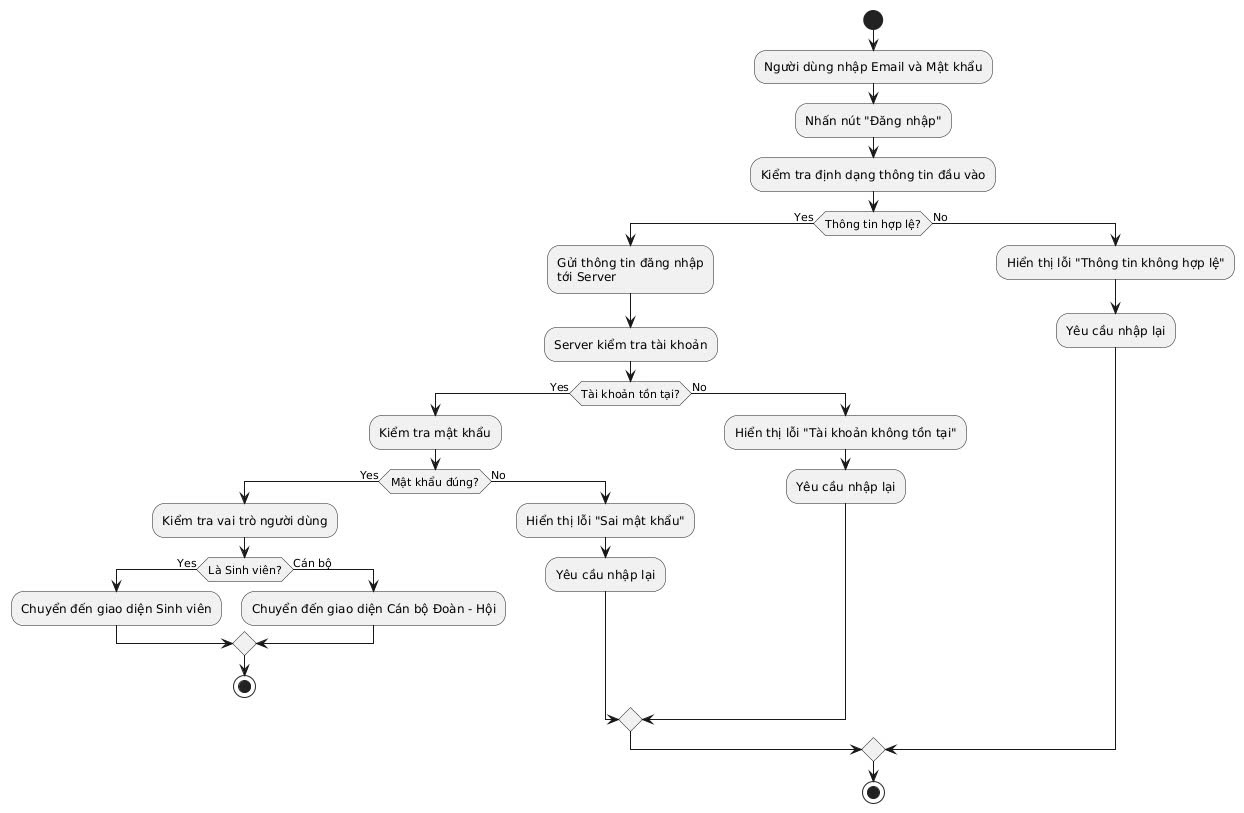 Người dùng nhập Email và Mật khẩu
Nhấn nút "Đăng nhập"
Kiểm tra định dạng thông tin đầu vào
Yes
Thông tin hợp lệ?
No
Gửi thông tin đăng nhập
tới Server
Hiển thị lỗi "Thông tin không hợp lệ"
Server kiểm tra tài khoản
Yêu cầu nhập lại
Yes
Tài khoản tồn tại?
No
Kiểm tra mật khẩu
Hiển thị lỗi "Tài khoản không tồn tại"
Yes
Mật khẩu đúng?
No
Yêu cầu nhập lại
Kiểm tra vai trò người dùng
Hiển thị lỗi "Sai mật khẩu"
Yes
Là Sinh viên?
Cán bộ
Yêu cầu nhập lại
Chuyển đến giao diện Sinh viên
Chuyển đến giao diện Cán bộ Đoàn - Hội